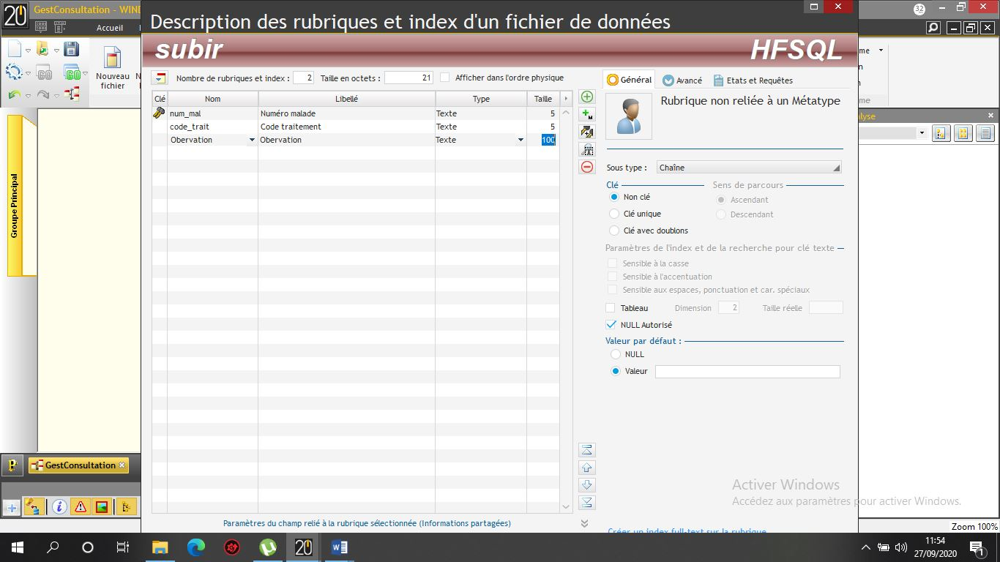 GestConsultation - WIN
Description des rubriques et index d'un fichier de données
32
Accueil
subir
HFSQL
Nouveau
fichier
Nombre de rubriques et index :
2
Taille en octets :
21
Afficher dans l'ordre physique
Clé
Nom
Libellé
Type
Taille
num_mal
Numéro malade
Texte
5
code_trait
Code traitement
Texte
5
Obervation
Obervation
Texte
100
Général
Avancé
Etats et Requêtes
Rubrique non reliée à un Métatype
Sous type :
Chaîne
Clé
Sens de parcours
Non clé
Ascendant
Clé unique
Descendant
Clé avec doublons
Paramètres de l'index et de la recherche pour clé texte
Sensible à la casse
Sensible à l'accentuation
Sensible aux espaces, ponctuation et car. spéciaux
Tableau
Dimension
2
Taille réelle
NULL Autorisé
Valeur par défaut :
NULL
Valeur
Groupe Principal
GestConsultation
Paramètres du champ relié à la rubrique sélectionnée (Informations partagées)
Créer un index full-text sur la rubrique
Activer Windows
Accédez aux paramètres pour activer Windows.
Zoom 100%
11:54
27/09/2020